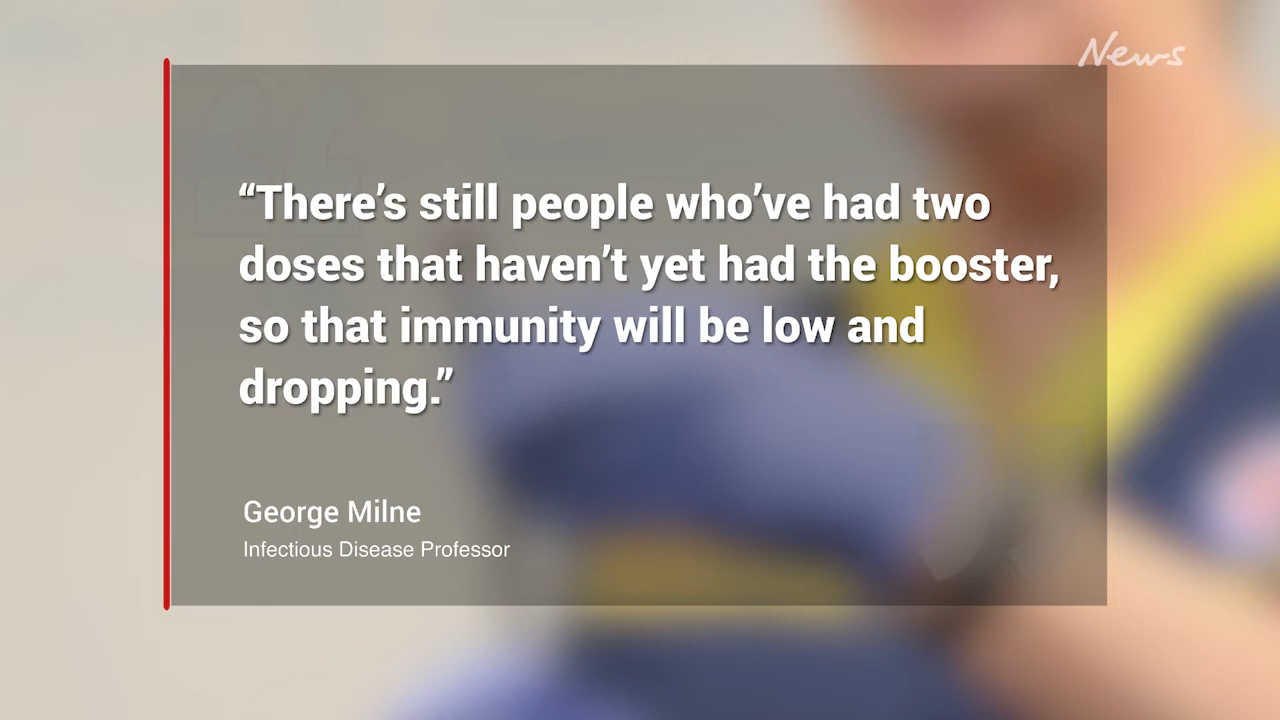 News
“There’s still people who’ve had two
doses that haven’t yet had the booster,
so that immunity will be low and
dropping.”
George Milne
Infectious Disease Professor